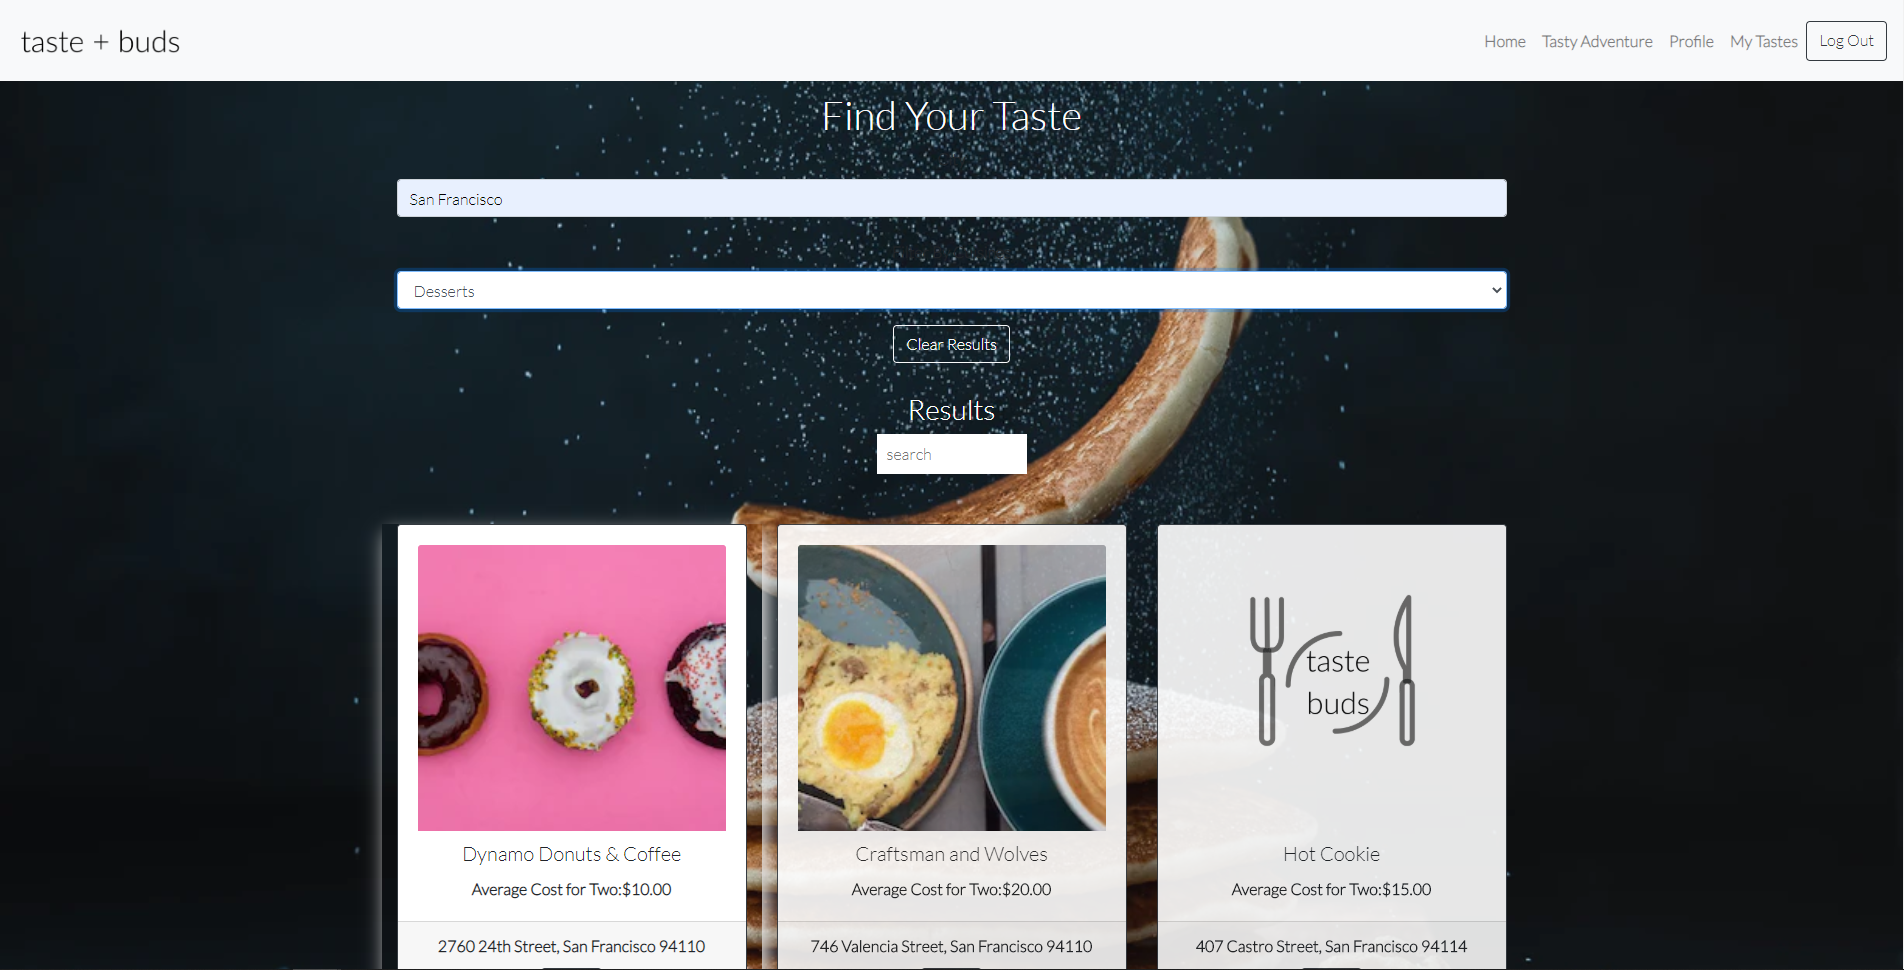 taste + buds
Home Tasty Adventure Profile My Tastes Log Out
Find Your Taste
San Francisco
Desserts
Clear Results
Results
search
taste
buds
Dynamo Donuts & Coffee
Average Cost for Two:$10.00
2760 24th Street, San Francisco 94110
Craftsman and Wolves
Average Cost for Two:$20.00
746 Valencia Street, San Francisco 94110
Hot Cookie
Average Cost for Two:$15.00
407 Castro Street, San Francisco 94114